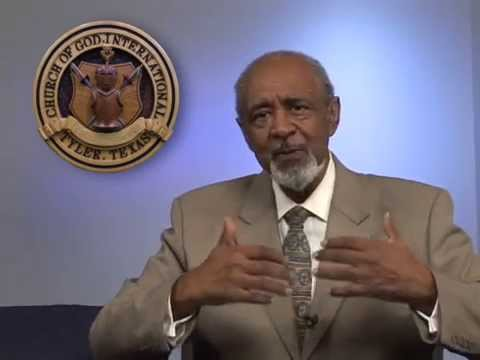 CHURCH OF GOD, INTERNATIONAL
TYLER, TEXAS